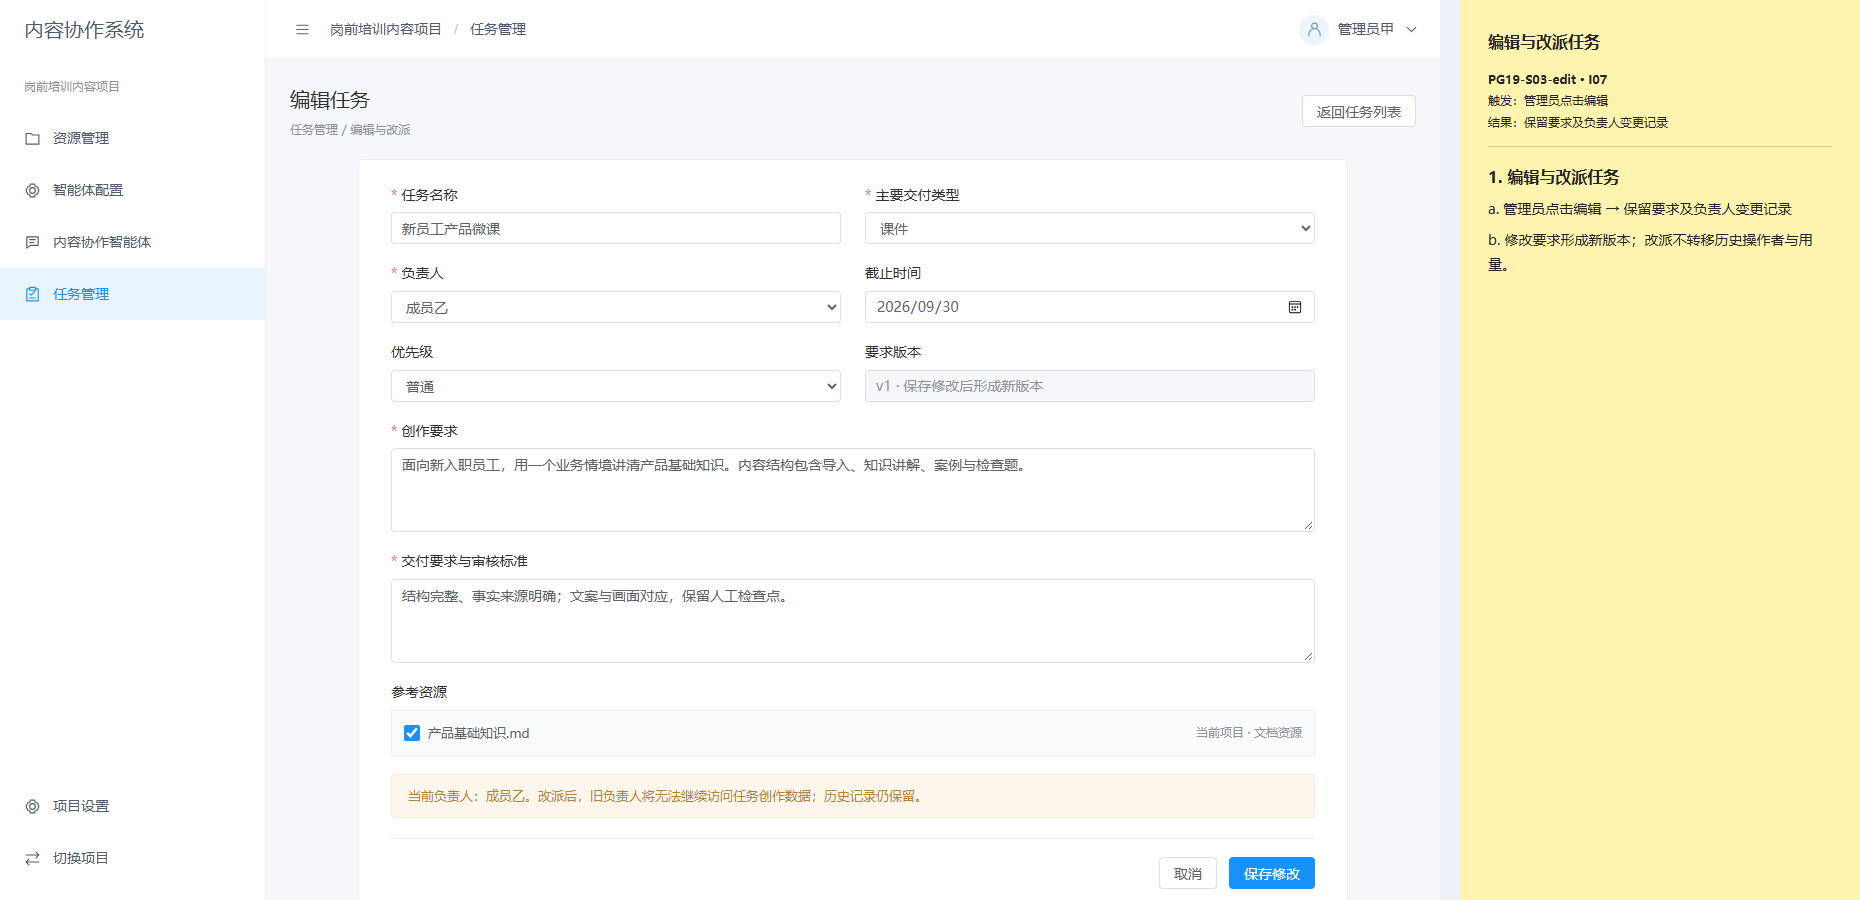 内容协作系统
岗前培训内容项目
资源管理
智能体配置
内容协作智能体
任务管理
项目设置
切换项目
岗前培训内容项目 / 任务管理
管理员甲
编辑任务
任务管理 / 编辑与改派
返回任务列表
* 任务名称
新员工产品微课
* 主要交付类型
课件
* 负责人
成员乙
截止时间
2026/09/30
优先级
普通
要求版本
v1 · 保存修改后形成新版本
* 创作要求
面向新入职员工，用一个业务情境讲清产品基础知识。内容结构包含导入、知识讲解、案例与检查题。
* 交付要求与审核标准
结构完整、事实来源明确；文案与画面对应，保留人工检查点。
参考资源
产品基础知识.md
当前项目 · 文档资源
当前负责人：成员乙。改派后，旧负责人将无法继续访问任务创作数据；历史记录仍保留。
取消
保存修改
编辑与改派任务
PG19-S03-edit · I07
触发：管理员点击编辑
结果：保留要求及负责人变更记录
1. 编辑与改派任务
a. 管理员点击编辑 → 保留要求及负责人变更记录
b. 修改要求形成新版本；改派不转移历史操作者与用
量。